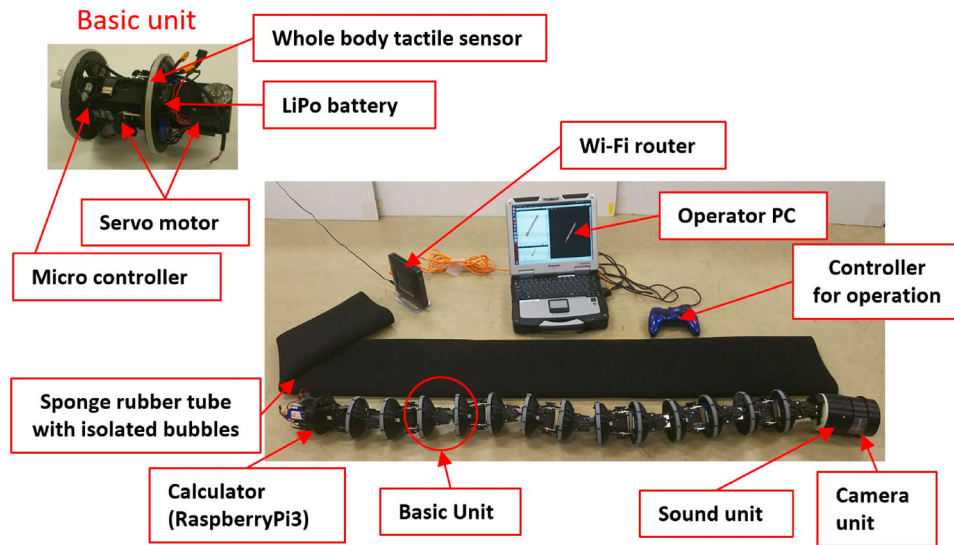 Basic unit
Whole body tactile sensor
LiPo battery
Wi-Fi router
Servo motor
Operator PC
Micro controller
Controller
for operation
Sponge rubber tube
with isolated bubbles
Calculator
(RaspberryPi3)
Basic Unit
Sound unit
Camera
unit